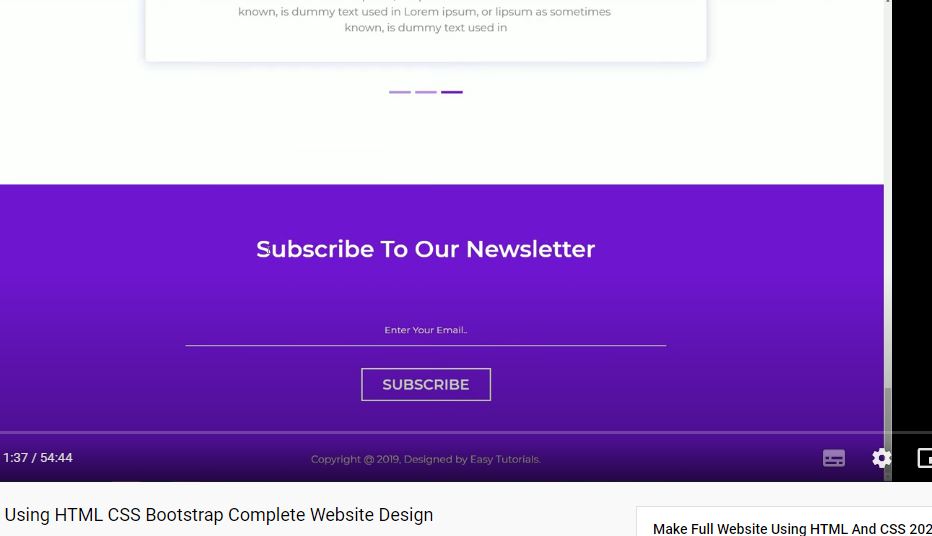 known, is dummy text used in Lorem ipsum, or lipsum as sometimes
known, is dummy text used in
Subscribe To Our Newsletter
Enter Your Email..
SUBSCRIBE
1:37 / 54:44
Copyright @ 2019, Designed by Easy Tutorials.
Using HTML CSS Bootstrap Complete Website Design
Make Full Website Using HTML And CSS 202